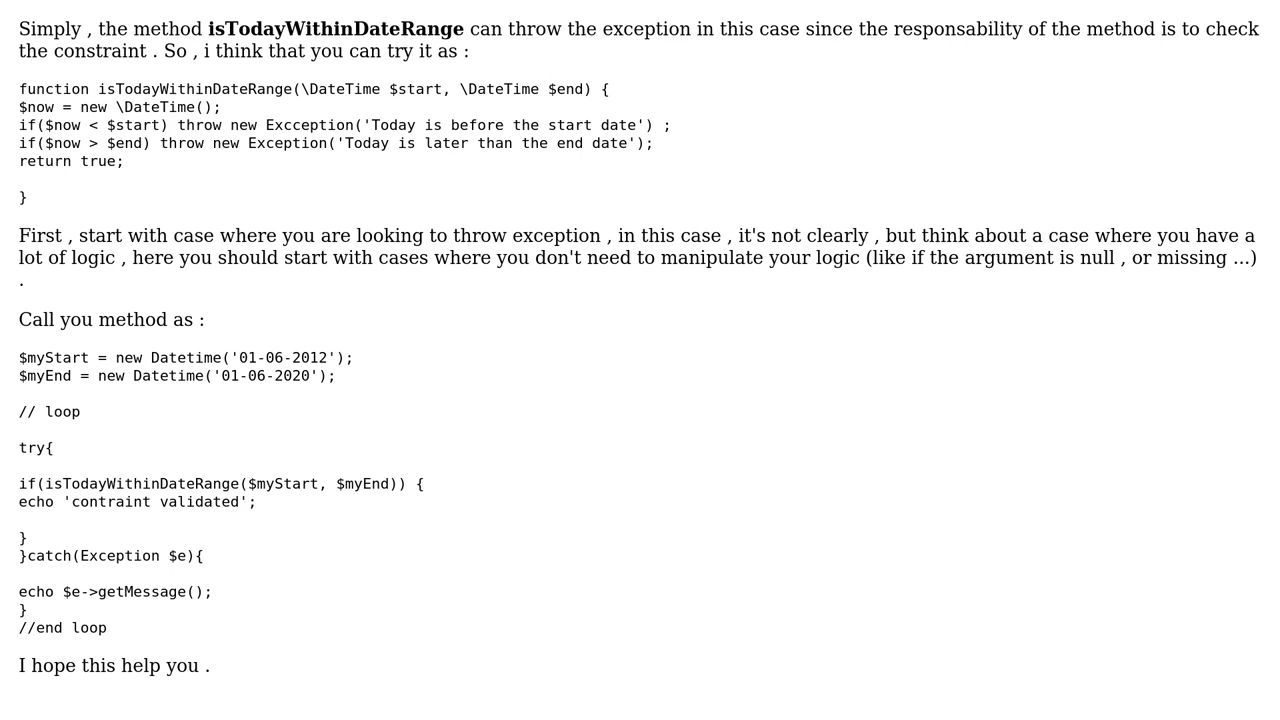 Simply , the method isTodayWithinDateRange can throw the exception in this case since the responsability of the method is to check
the constraint . So , i think that you can try it as :
function isTodayWithinDateRange(\DateTime $start, \DateTime $end) {
$now = new \DateTime();
if($now < $start) throw new Excception('Today is before the start date') ;
if($now > $end) throw new Exception('Today is later than the end date');
return true;
}
First , start with case where you are looking to throw exception , in this case , it's not clearly , but think about a case where you have a
lot of logic , here you should start with cases where you don't need to manipulate your logic (like if the argument is null , or missing ...)
.
Call you method as :
$myStart = new Datetime('01-06-2012');
$myEnd = new Datetime('01-06-2020');
// loop
try{
if(isTodayWithinDateRange($myStart, $myEnd)) {
echo 'contraint validated';
}
}catch(Exception $e){
echo $e->getMessage();
}
//end loop
I hope this help you .